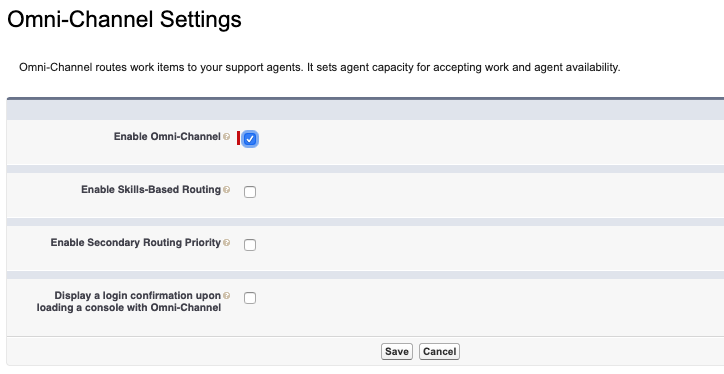 Omni-Channel Settings
Omni-Channel routes work items to your support agents. It sets agent capacity for accepting work and agent availability.
Enable Omni-Channel
Enable Skills-Based Routing
Enable Secondary Routing Priority
Display a login confirmation upon
loading a console with Omni-Channel
Save Cancel